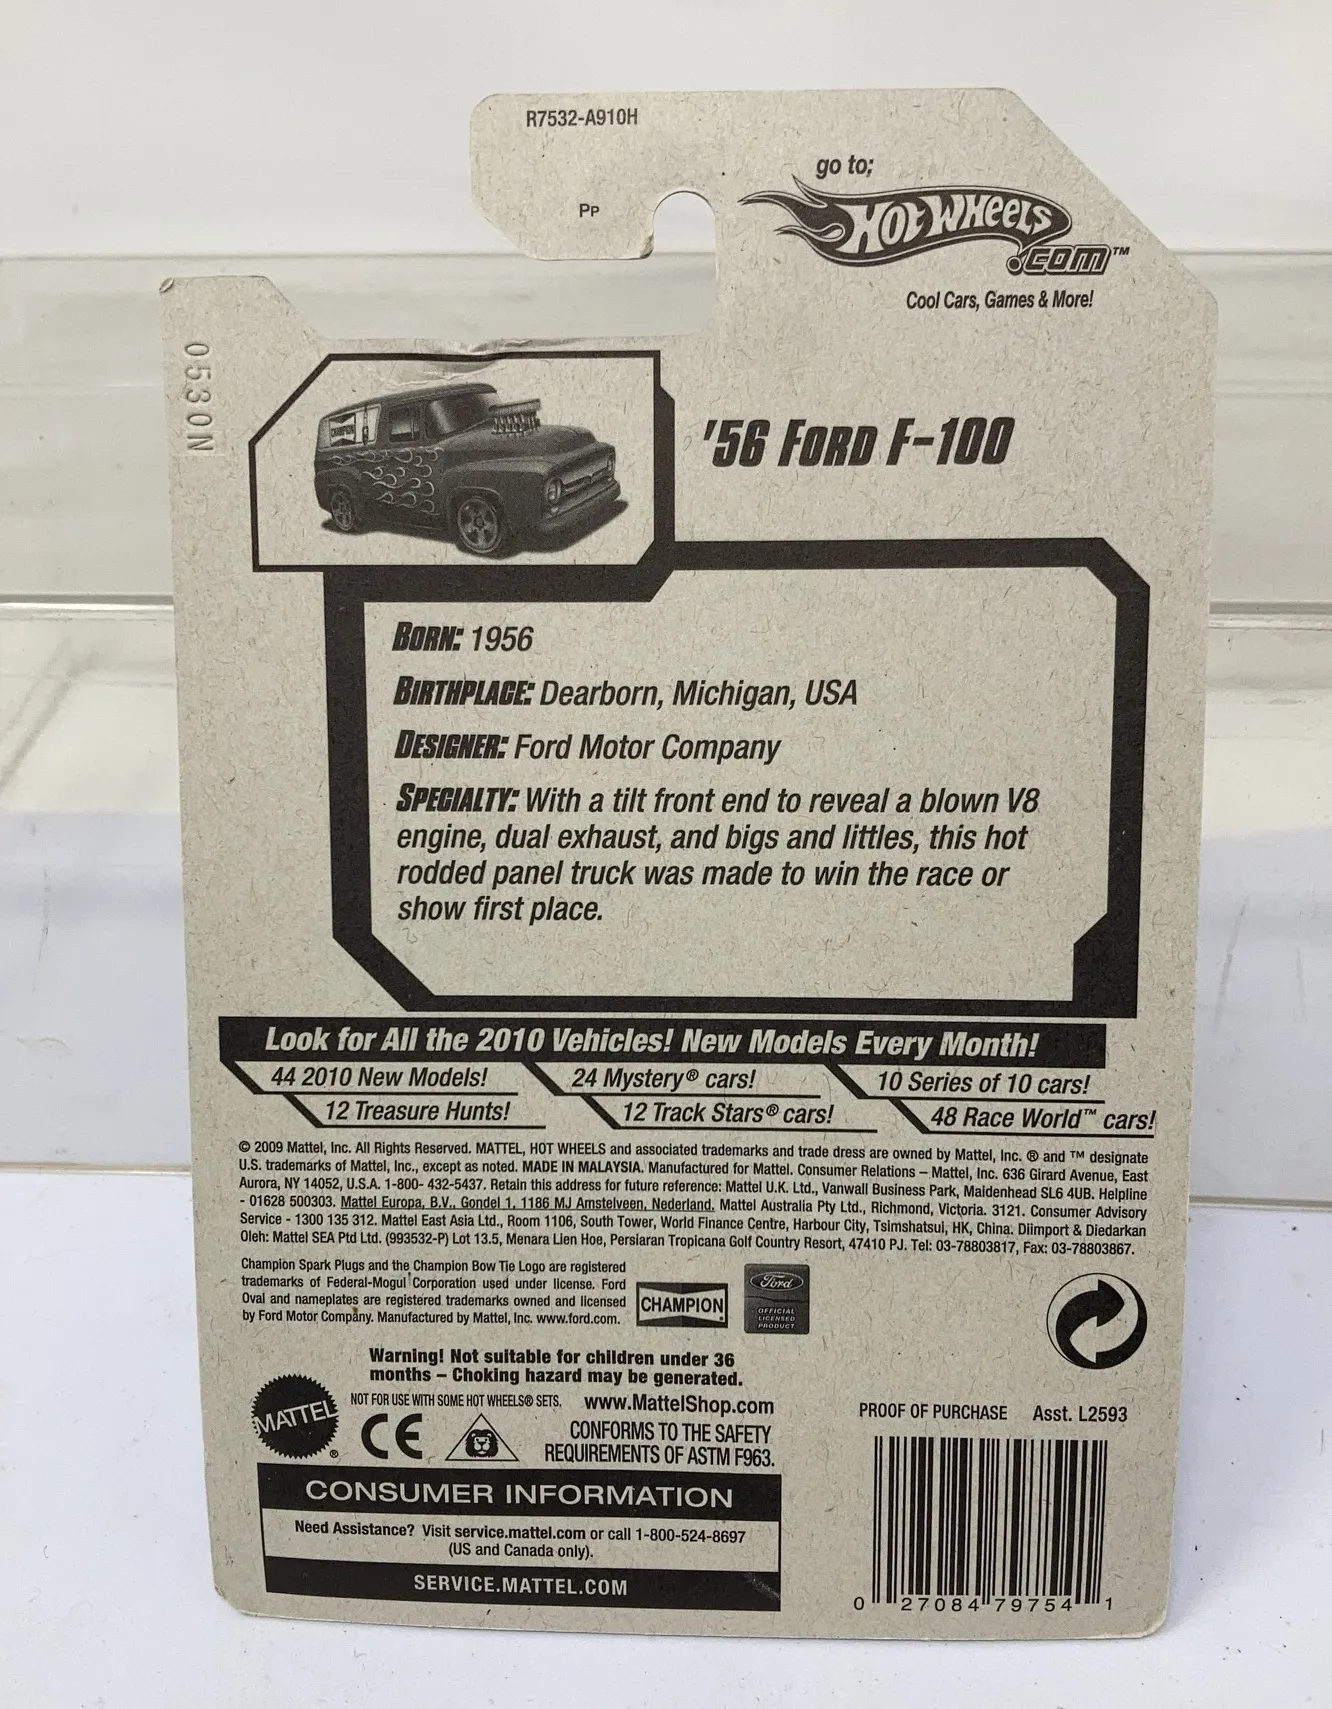 R7532-A910H
PP
go to;
HOT WHEELS
.COM™
Cool Cars, Games & More!
0530N
CHAMPION
'56 FORD F-100
BORN: 1956
BIRTHPLACE: Dearborn, Michigan, USA
DESIGNER: Ford Motor Company
SPECIALTY: With a tilt front end to reveal a blown V8
engine, dual exhaust, and bigs and littles, this hot
rodded panel truck was made to win the race or
show first place.
Look for All the 2010 Vehicles! New Models Every Month!
44 2010 New Models!
24 Mystery® cars!
10 Series of 10 cars!
12 Treasure Hunts!
12 Track Stars® cars!
48 Race World™ cars!
© 2009 Mattel, Inc. All Rights Reserved. MATTEL, HOT WHEELS and associated trademarks and trade dress are owned by Mattel, Inc. ® and ™ designate
U.S. trademarks of Mattel, Inc., except as noted. MADE IN MALAYSIA. Manufactured for Mattel. Consumer Relations – Mattel, Inc. 636 Girard Avenue, East
Aurora, NY 14052, U.S.A. 1-800- 432-5437. Retain this address for future reference: Mattel U.K. Ltd., Vanwall Business Park, Maidenhead SL6 4UB. Helpline
- 01628 500303. Mattel Europa, B.V., Gondel 1, 1186 MJ Amstelveen, Nederland. Mattel Australia Pty Ltd., Richmond, Victoria. 3121. Consumer Advisory
Service - 1300 135 312. Mattel East Asia Ltd., Room 1106, South Tower, World Finance Centre, Harbour City, Tsimshatsui, HK, China. Diimport & Diedarkan
Oleh: Mattel SEA Ptd Ltd. (993532-P) Lot 13.5, Menara Lien Hoe, Persiaran Tropicana Golf Country Resort, 47410 PJ. Tel: 03-78803817, Fax: 03-78803867.
Champion Spark Plugs and the Champion Bow Tie Logo are registered
trademarks of Federal-Mogul Corporation used under license. Ford
Oval and nameplates are registered trademarks owned and licensed
by Ford Motor Company. Manufactured by Mattel, Inc. www.ford.com.
CHAMPION
Ford
OFFICIAL
LICENSED
PRODUCT
Warning! Not suitable for children under 36
months – Choking hazard may be generated.
MATTEL®
NOT FOR USE WITH SOME HOT WHEELS® SETS.
www.MattelShop.com
CE
CONFORMS TO THE SAFETY
REQUIREMENTS OF ASTM F963.
PROOF OF PURCHASE Asst. L2593
CONSUMER INFORMATION
Need Assistance? Visit service.mattel.com or call 1-800-524-8697
(US and Canada only).
SERVICE.MATTEL.COM
0 27084 79754 1